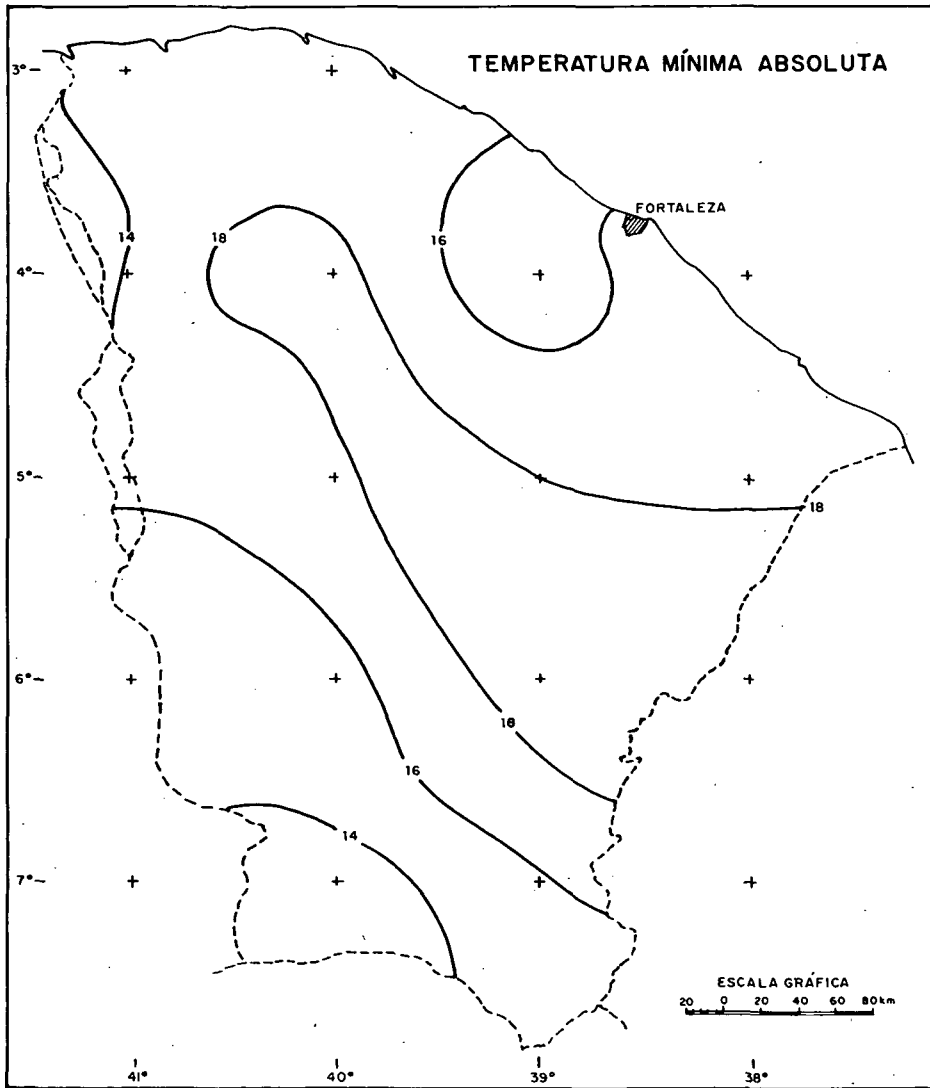 TEMPERATURA MÍNIMA ABSOLUTA
3°
FORTALEZA
14
18
16
4°
5°
18
6°
18
16
14
7°
ESCALA GRÁFICA
20 0 20 40 60 80km
41° 40° 39° 38°